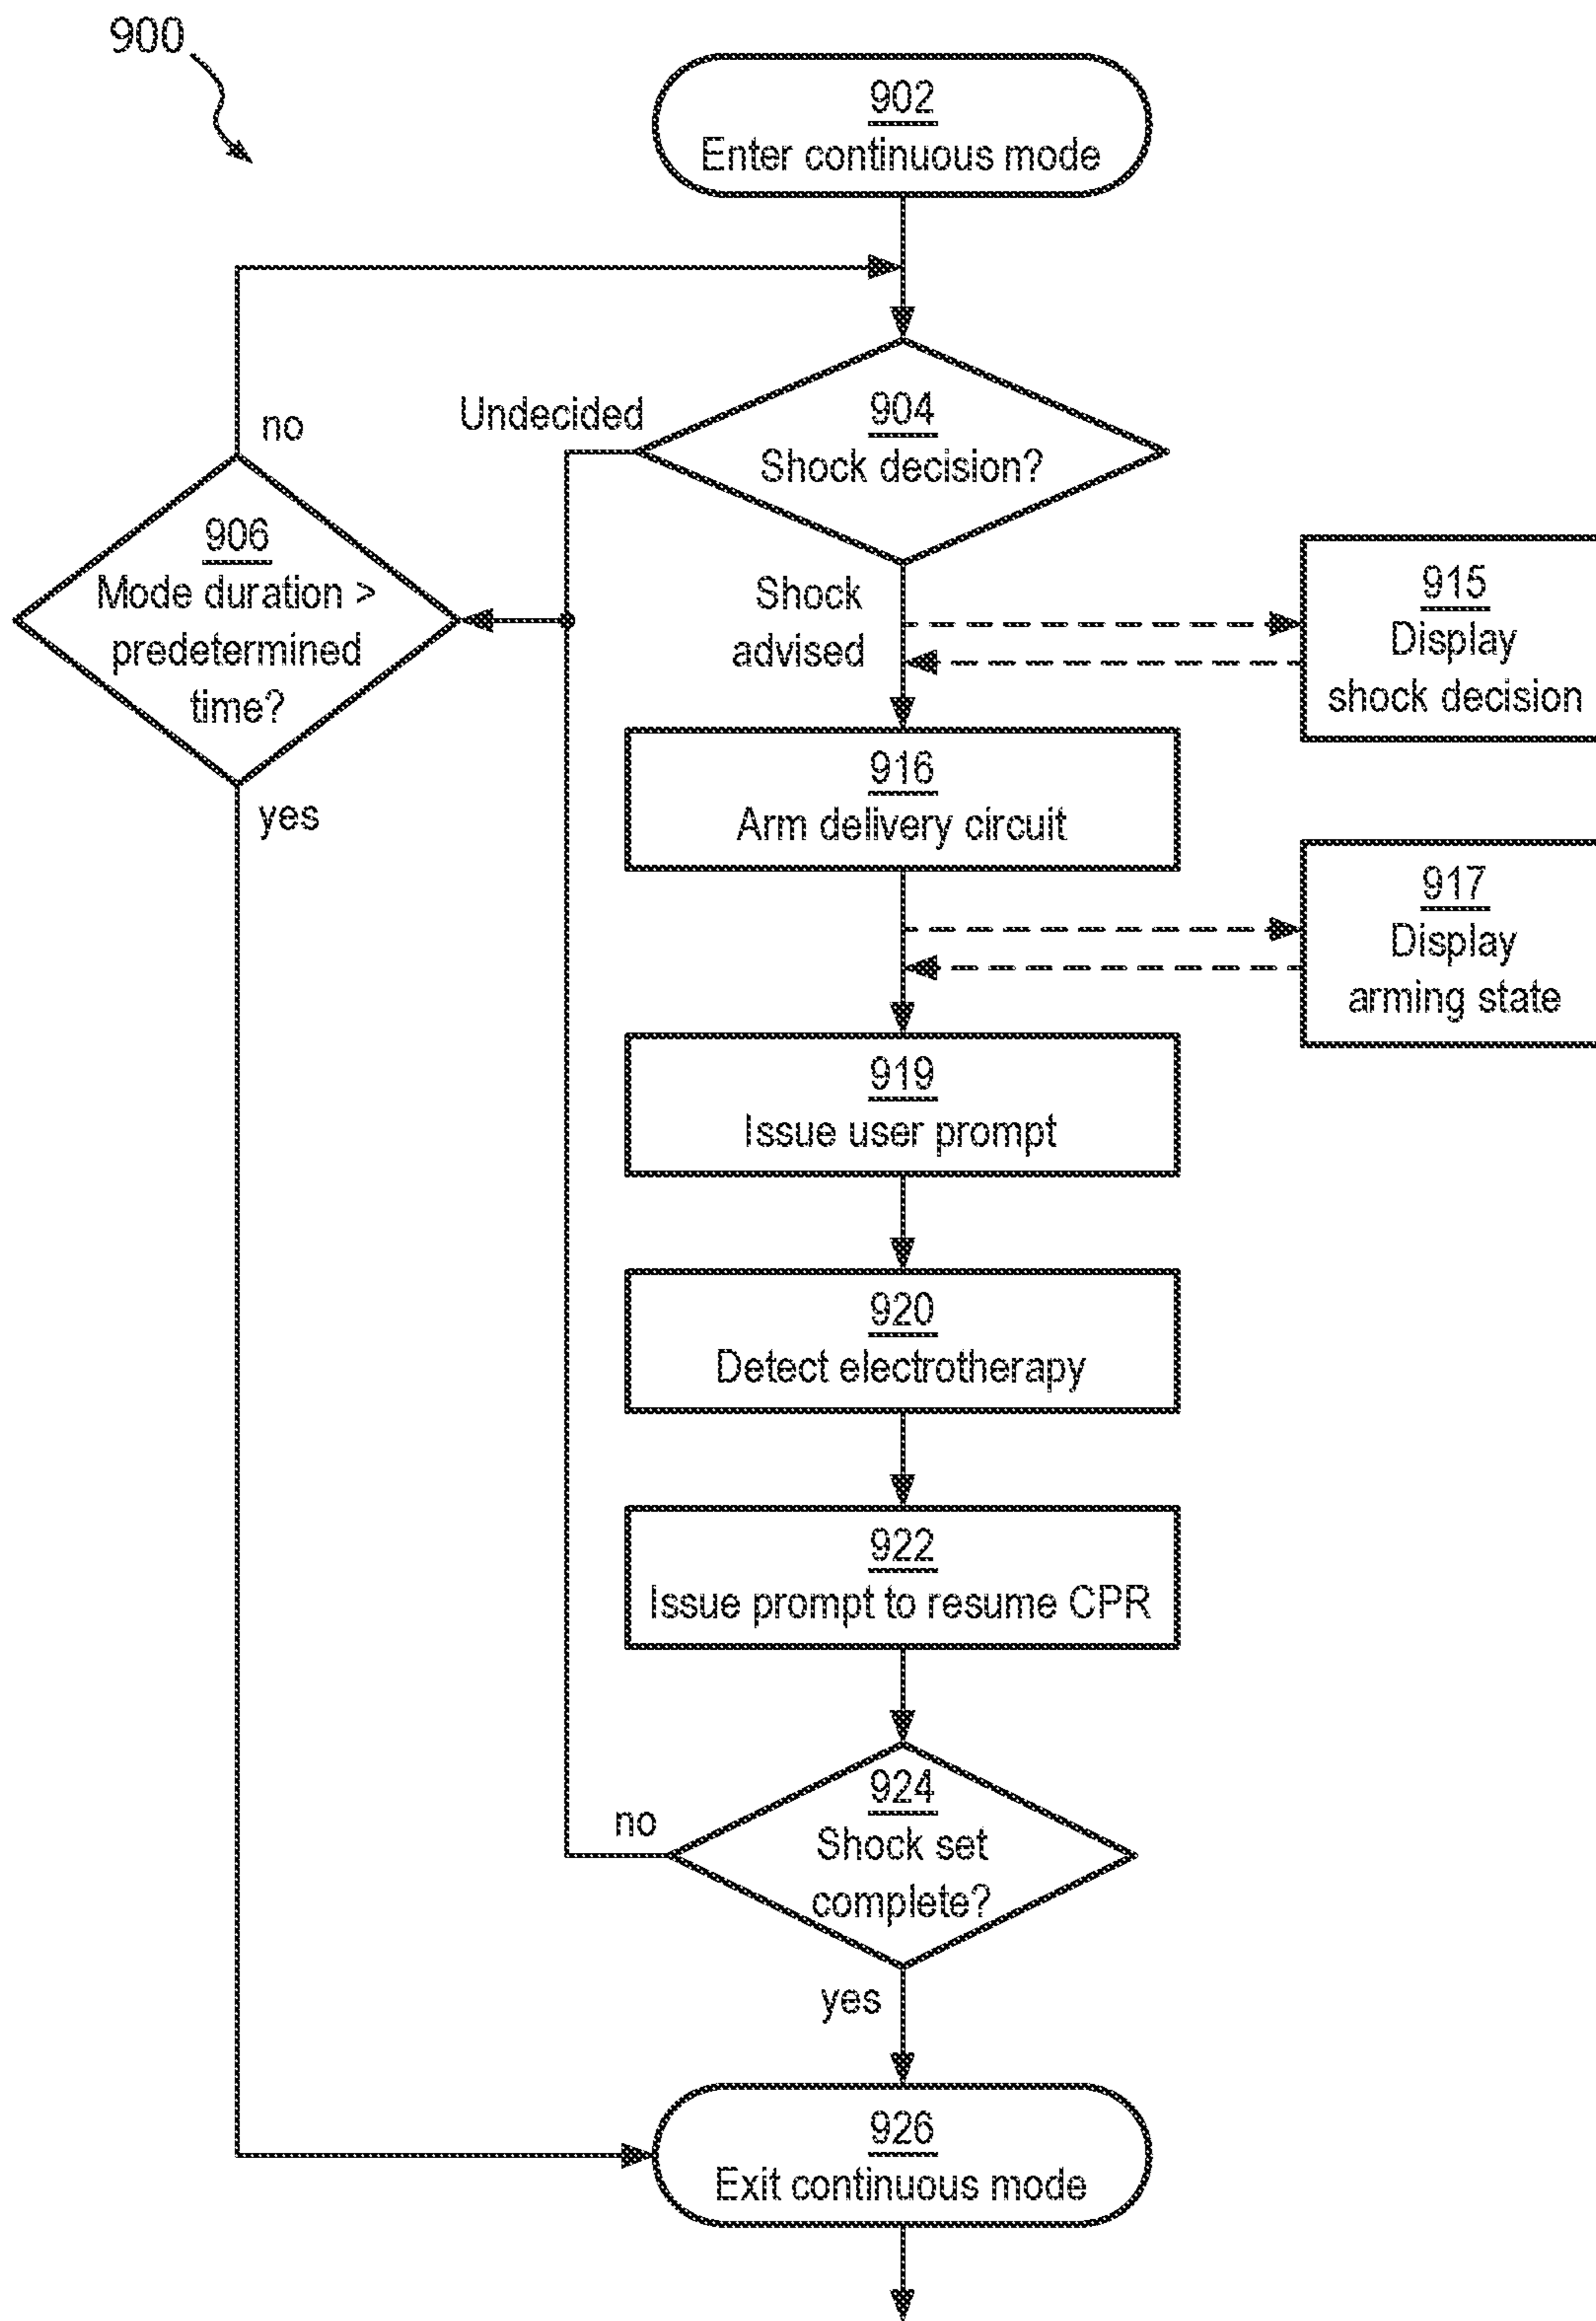 900
902
Enter continuous mode
Undecided
904
Shock decision?
no
906
Mode duration >
predetermined
time?
yes
Shock
advised
915
Display
shock decision
916
Arm delivery circuit
917
Display
arming state
919
Issue user prompt
920
Detect electrotherapy
922
Issue prompt to resume CPR
924
Shock set
complete?
no
yes
926
Exit continuous mode